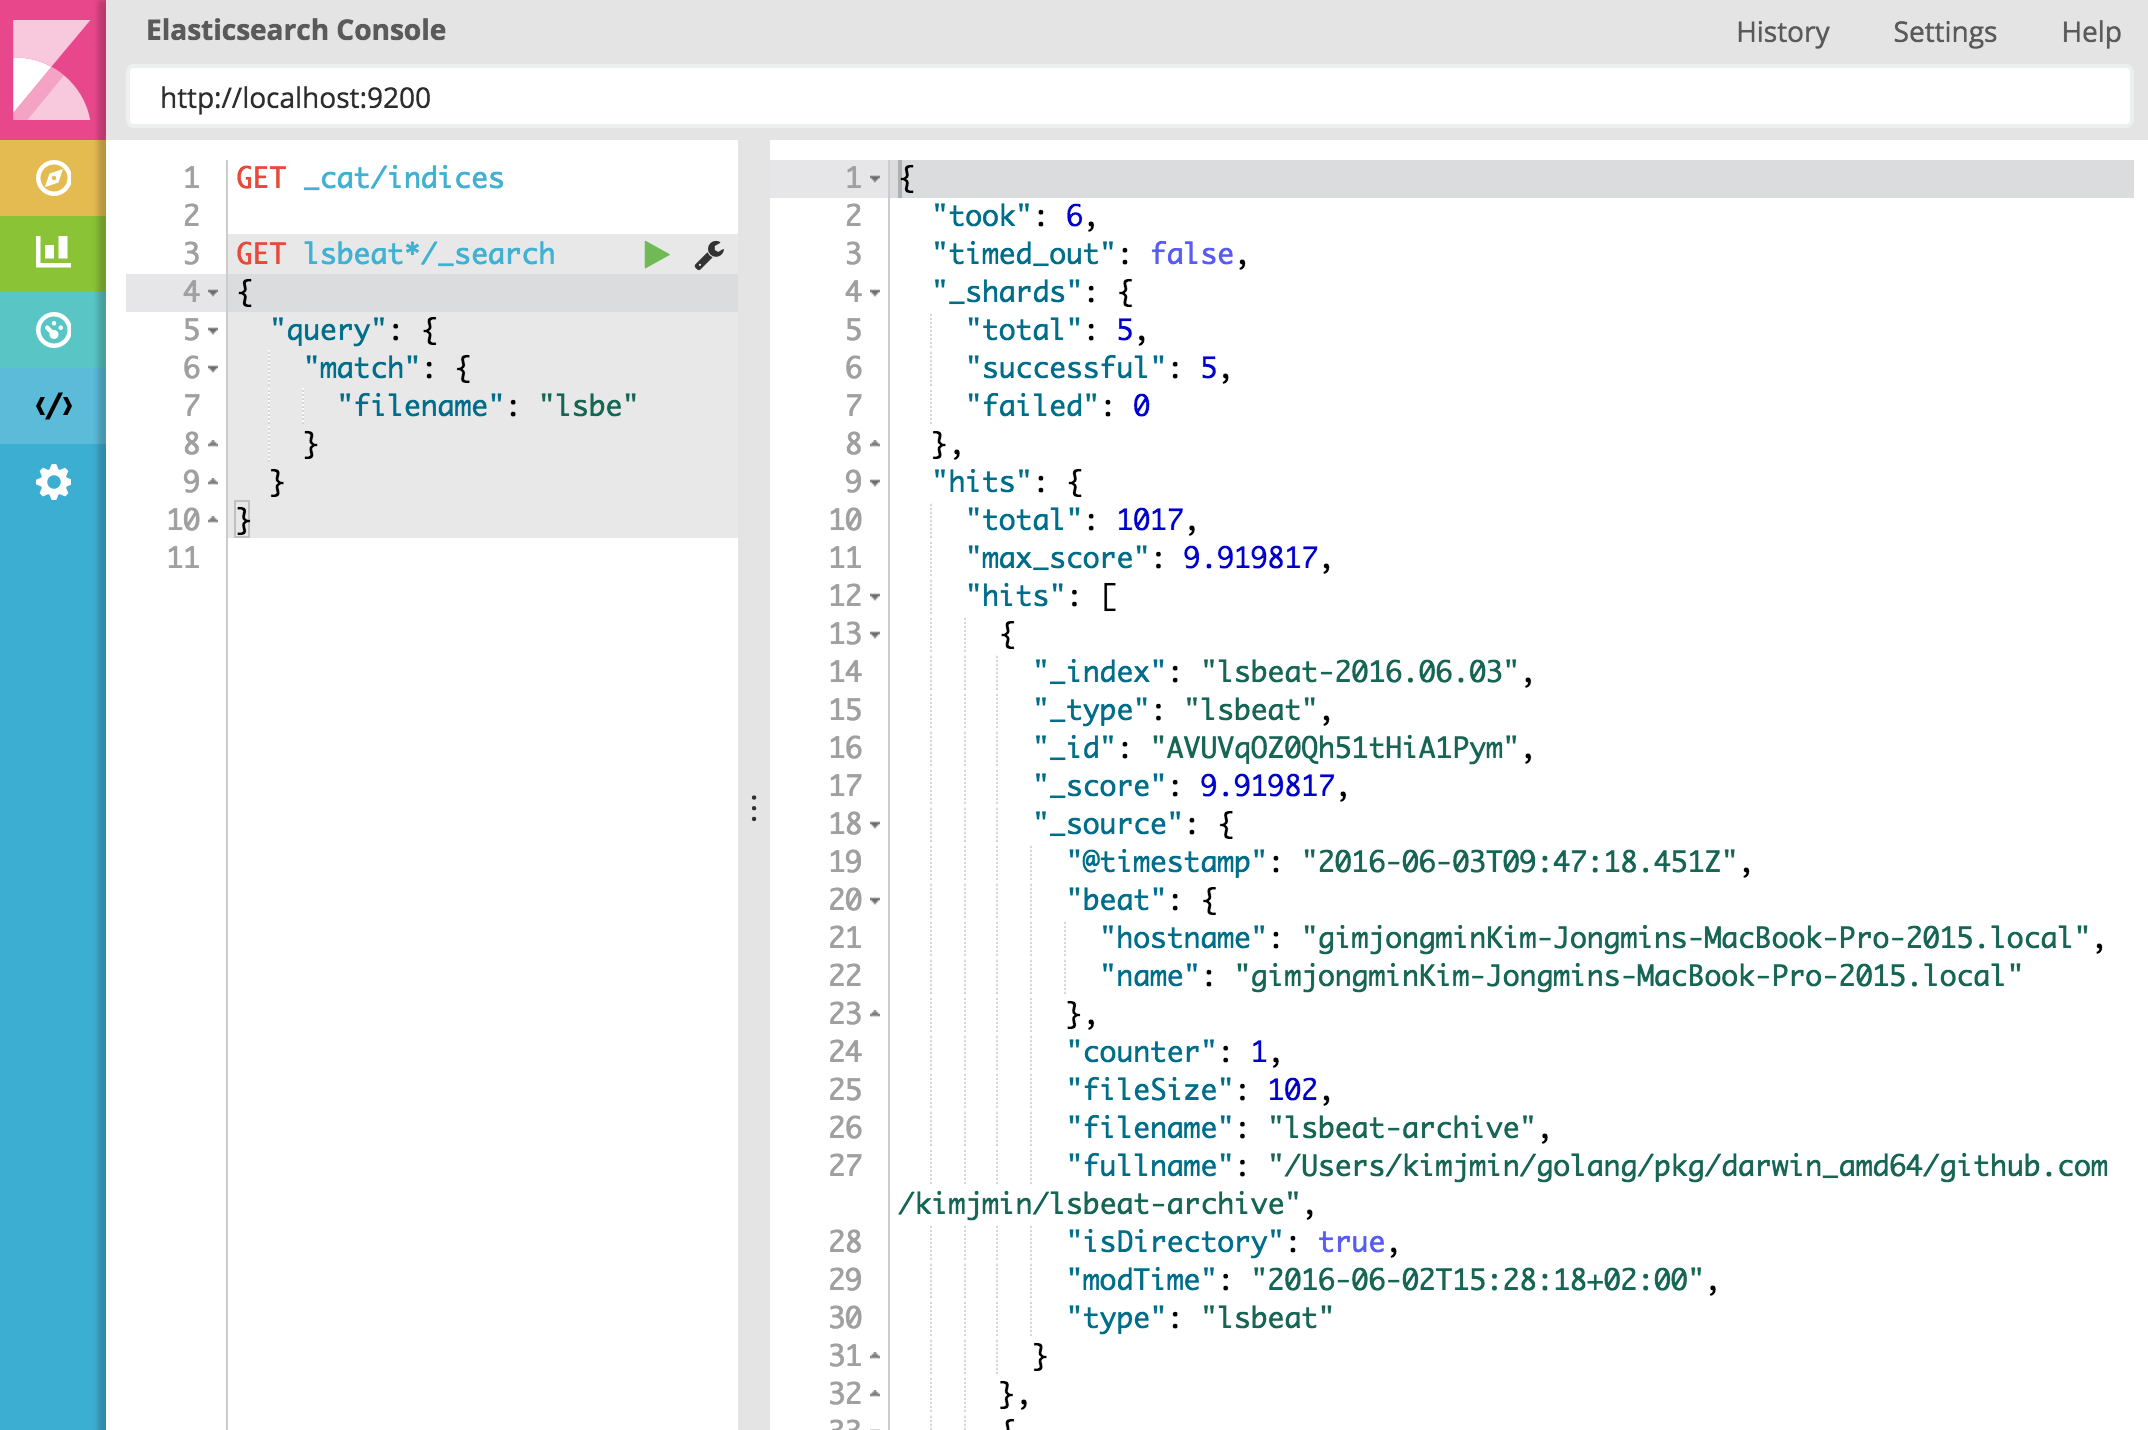 Elasticsearch Console
History Settings Help
http://localhost:9200
1 GET _cat/indices
2
3 GET lsbeat*/_search
4 {
5 "query": {
6 "match": {
7 "filename": "lsbe"
8 }
9 }
10 }
11
1 {
2 "took": 6,
3 "timed_out": false,
4 "_shards": {
5 "total": 5,
6 "successful": 5,
7 "failed": 0
8 },
9 "hits": {
10 "total": 1017,
11 "max_score": 9.919817,
12 "hits": [
13 {
14 "_index": "lsbeat-2016.06.03",
15 "_type": "lsbeat",
16 "_id": "AVUVqOZ0Qh51tHiA1Pym",
17 "_score": 9.919817,
18 "_source": {
19 "@timestamp": "2016-06-03T09:47:18.451Z",
20 "beat": {
21 "hostname": "gimjongminKim-Jongmins-MacBook-Pro-2015.local",
22 "name": "gimjongminKim-Jongmins-MacBook-Pro-2015.local"
23 },
24 "counter": 1,
25 "fileSize": 102,
26 "filename": "lsbeat-archive",
27 "fullname": "/Users/kimjmin/golang/pkg/darwin_amd64/github.com
/kimjmin/lsbeat-archive",
28 "isDirectory": true,
29 "modTime": "2016-06-02T15:28:18+02:00",
30 "type": "lsbeat"
31 }
32 },
33 {